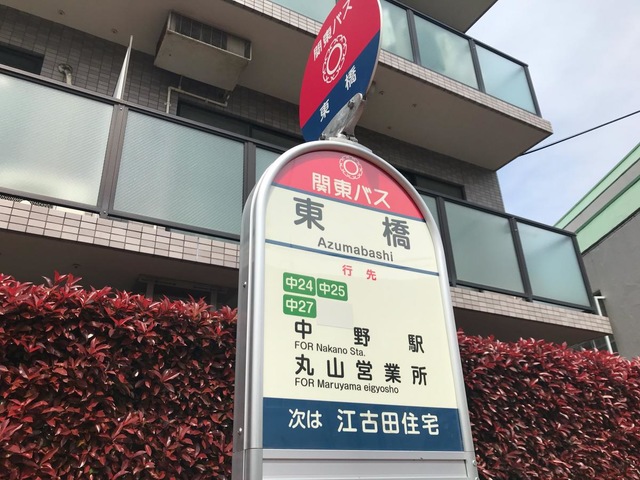 関東バス
東橋
関東バス
東橋
Azumabashi
行先
中24 中25
中27
中野駅
FOR Nakano Sta.
丸山営業所
FOR Maruyama eigyosho
次は 江古田住宅